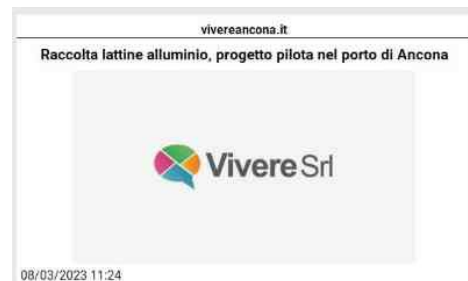 vivereancona.it
Raccolta lattine alluminio, progetto pilota nel porto di Ancona
Vivere Srl
08/03/2023 11:24